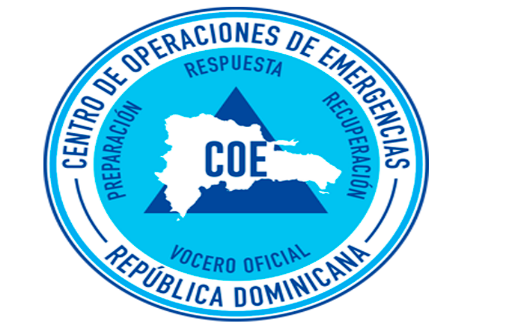 CENTRO DE OPERACIONES DE EMERGENCIAS
RESPUESTA
PREPARACIÓN
RECUPERACIÓN
COE
VOCERO OFICIAL
REPÚBLICA DOMINICANA